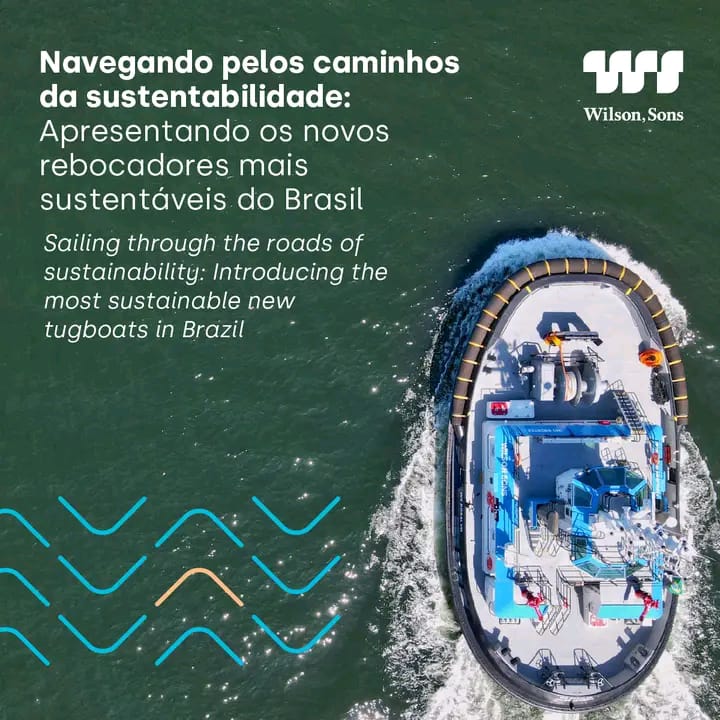 Navegando pelos caminhos
da sustentabilidade:
Apresentando os novos
rebocadores mais
sustentáveis do Brasil
Sailing through the roads of
sustainability: Introducing the
most sustainable new
tugboats in Brazil
Wilson, Sons